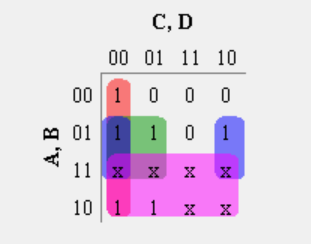 C, D
00 01 11 10
A, B
00 1 0 0 0
01 1 1 0 1
11 x x x x
10 1 1 x x